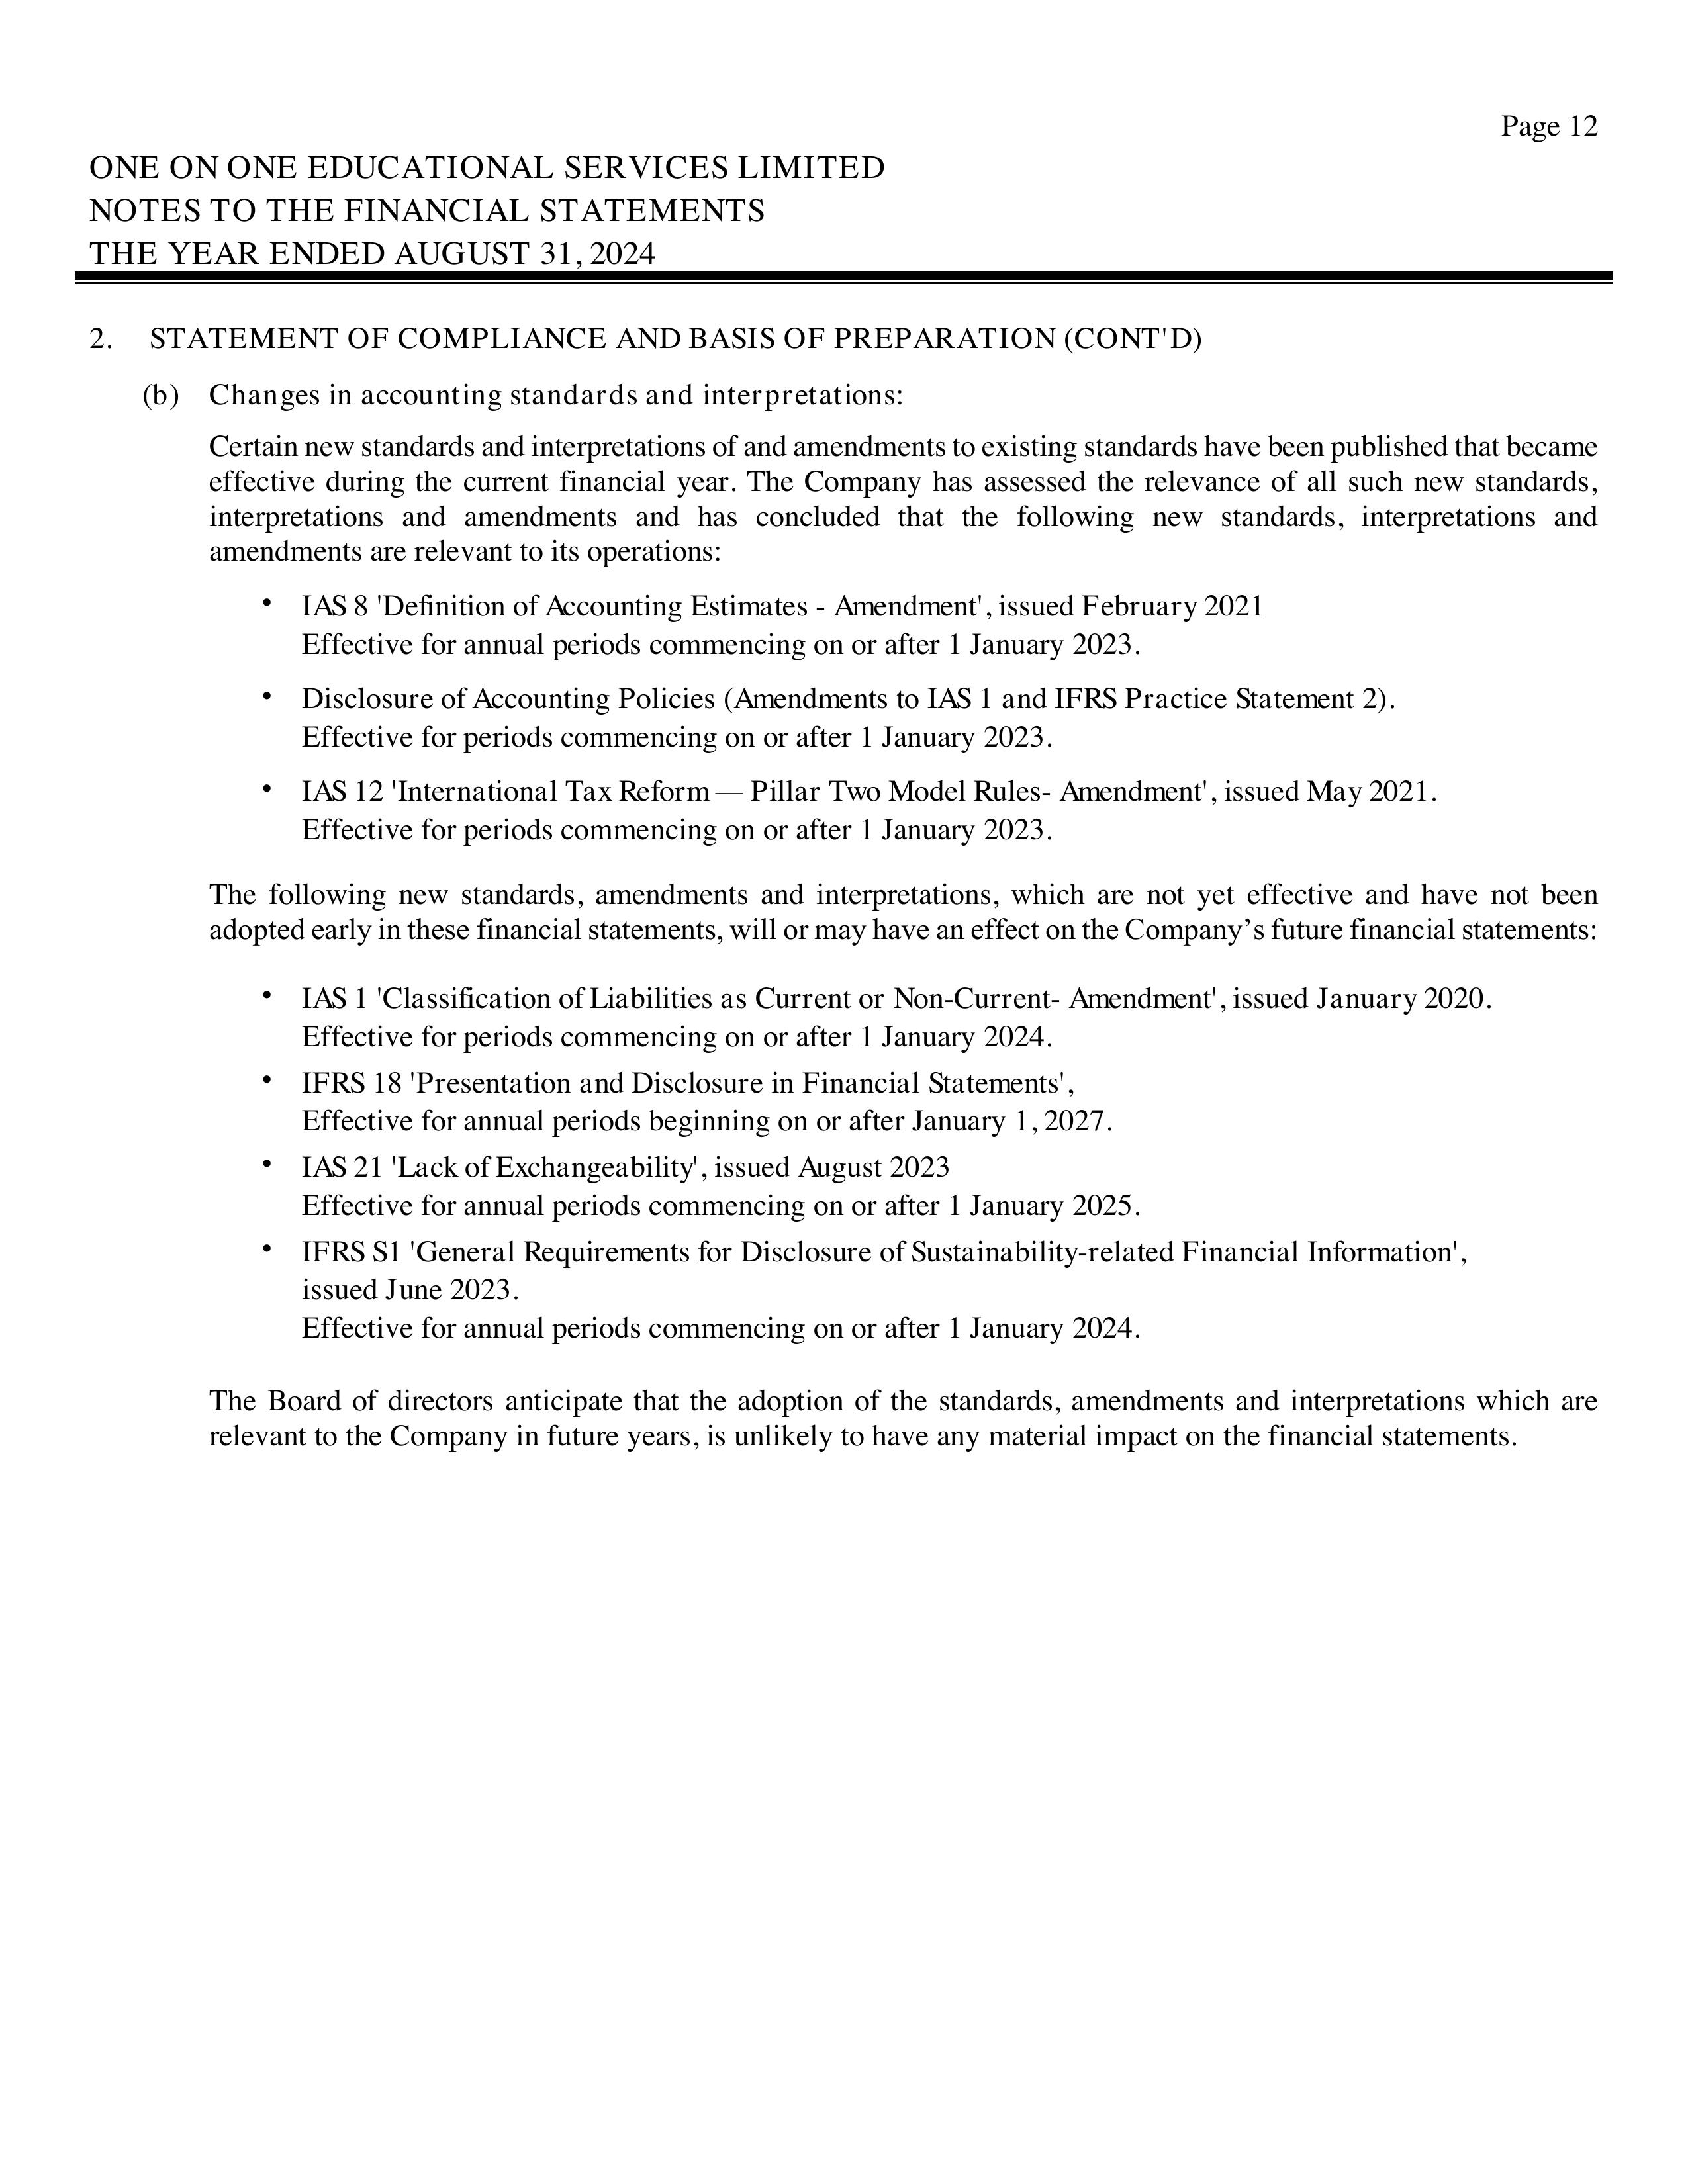 Page 12
ONE ON ONE EDUCATIONAL SERVICES LIMITED
NOTES TO THE FINANCIAL STATEMENTS
THE YEAR ENDED AUGUST 31, 2024
2. STATEMENT OF COMPLIANCE AND BASIS OF PREPARATION (CONT'D)
(b) Changes in accounting standards and interpretations:
Certain new standards and interpretations of and amendments to existing standards have been published that became
effective during the current financial year. The Company has assessed the relevance of all such new standards,
interpretations and amendments and has concluded that the following new standards, interpretations and
amendments are relevant to its operations:
• IAS 8 'Definition of Accounting Estimates - Amendment', issued February 2021
Effective for annual periods commencing on or after 1 January 2023.
• Disclosure of Accounting Policies (Amendments to IAS 1 and IFRS Practice Statement 2).
Effective for periods commencing on or after 1 January 2023.
• IAS 12 'International Tax Reform — Pillar Two Model Rules- Amendment', issued May 2021.
Effective for periods commencing on or after 1 January 2023.
The following new standards, amendments and interpretations, which are not yet effective and have not been
adopted early in these financial statements, will or may have an effect on the Company’s future financial statements:
• IAS 1 'Classification of Liabilities as Current or Non-Current- Amendment', issued January 2020.
Effective for periods commencing on or after 1 January 2024.
• IFRS 18 'Presentation and Disclosure in Financial Statements',
Effective for annual periods beginning on or after January 1, 2027.
• IAS 21 'Lack of Exchangeability', issued August 2023
Effective for annual periods commencing on or after 1 January 2025.
• IFRS S1 'General Requirements for Disclosure of Sustainability-related Financial Information',
issued June 2023.
Effective for annual periods commencing on or after 1 January 2024.
The Board of directors anticipate that the adoption of the standards, amendments and interpretations which are
relevant to the Company in future years, is unlikely to have any material impact on the financial statements.